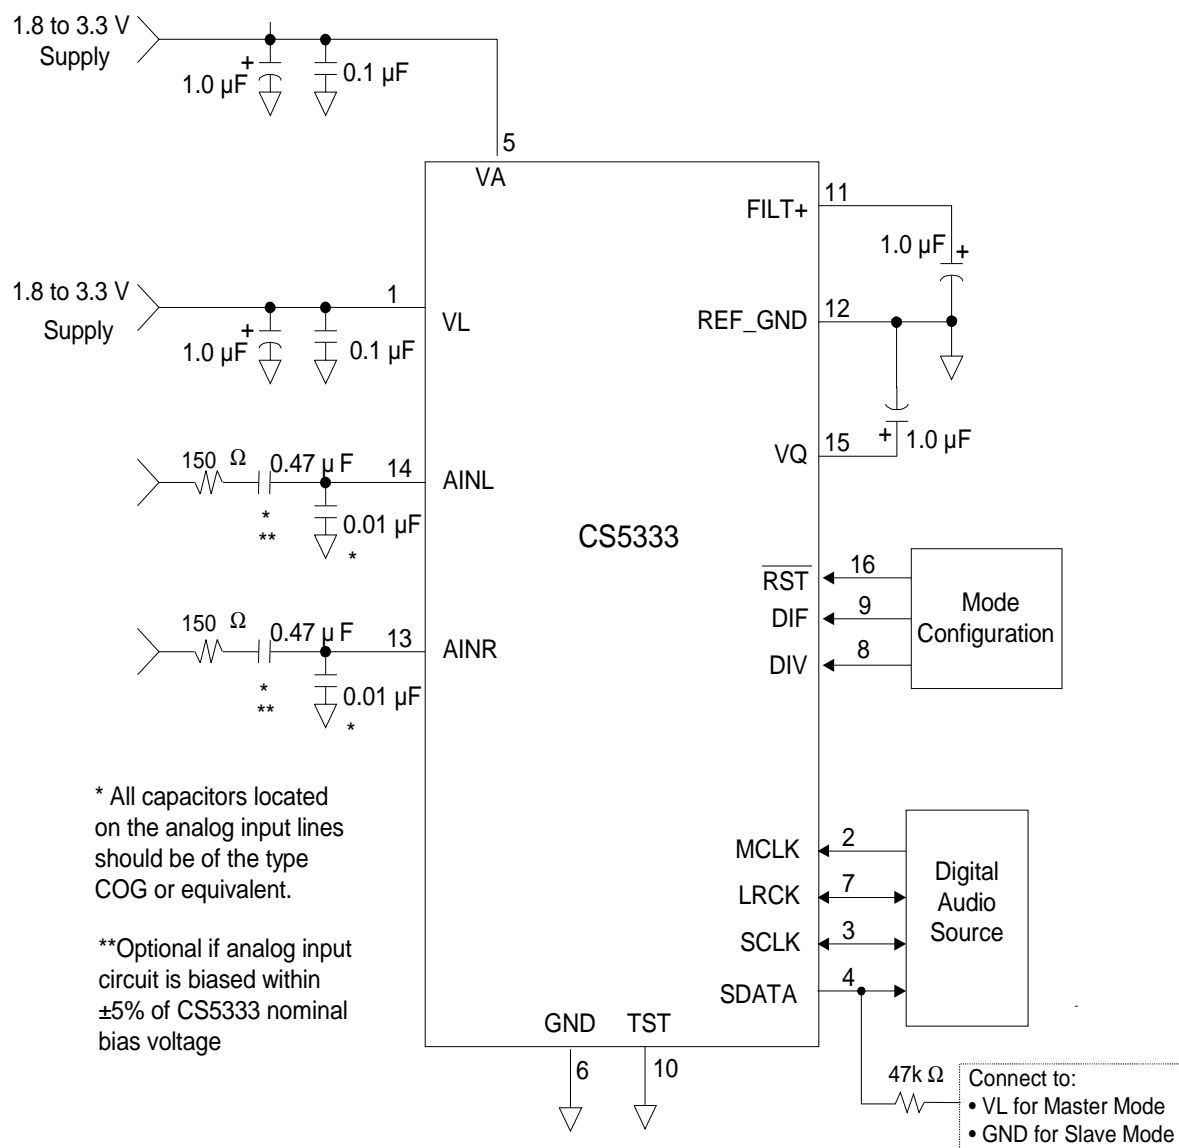 1.8 to 3.3 V
Supply
+
1.0 µF
0.1 µF
5
VA
FILT+
11
1.0 µF
+
1.8 to 3.3 V
Supply
1
VL
+
1.0 µF
0.1 µF
REF_GND
12
VQ
15
+
1.0 µF
150 Ω
0.47 µ F
14
AINL
*
**
0.01 µF
*
CS5333
150 Ω
0.47 µ F
13
AINR
*
**
0.01 µF
*
RST
16
DIF
9
DIV
8
Mode
Configuration
* All capacitors located
on the analog input lines
should be of the type
COG or equivalent.
**Optional if analog input
circuit is biased within
±5% of CS5333 nominal
bias voltage
MCLK
2
LRCK
7
SCLK
3
SDATA
4
Digital
Audio
Source
GND
TST
6
10
47k Ω
Connect to:
• VL for Master Mode
• GND for Slave Mode